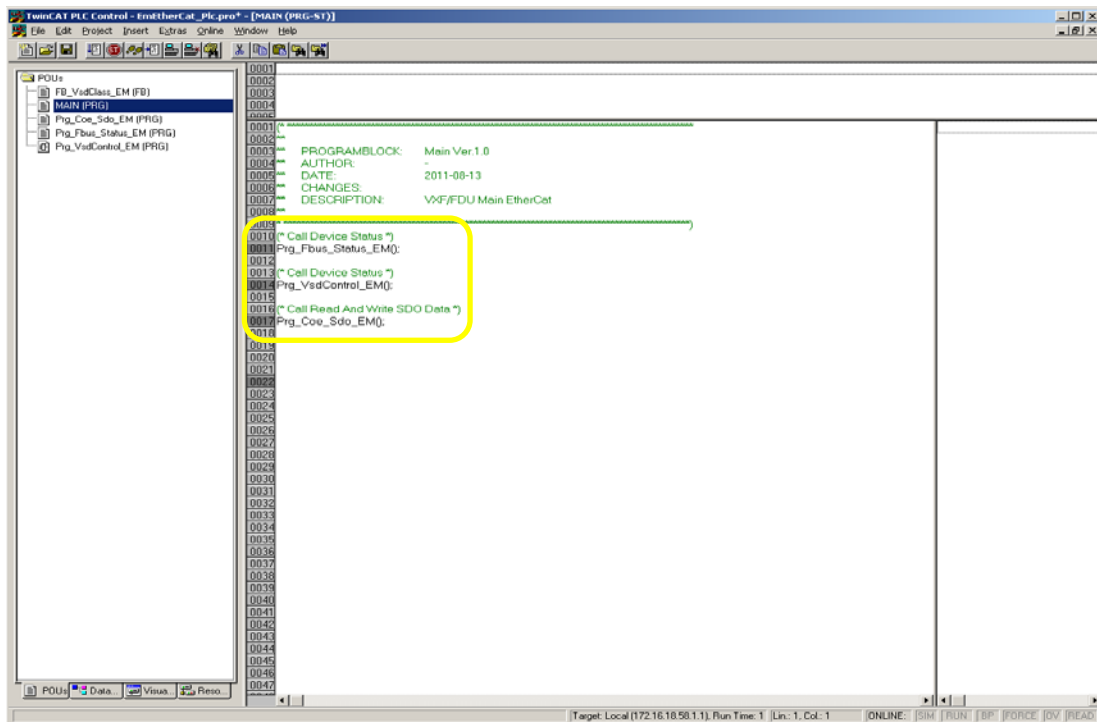 TwinCAT PLC Control - EmEtherCat_Plc.pro* - [MAIN (PRG-ST)]
File Edit Project Insert Extras Online Window Help
POUs
FB_VsdClass_EM (FB)
MAIN (PRG)
Prg_Coe_Sdo_EM (PRG)
Prg_Fbus_Status_EM (PRG)
Prg_VsdControl_EM (PRG)
POUs Data... Visua... Reso...
0001
0002
0003
0004
0005
0001 (* **
0002 **
0003 ** PROGRAMBLOCK: Main Ver.1.0
0004 ** AUTHOR: -
0005 ** DATE: 2011-08-13
0006 ** CHANGES:
0007 ** DESCRIPTION: VXF/FDU Main EtherCat
0008 **
0009 *)
0010 (* Call Device Status *)
0011 Prg_Fbus_Status_EM();
0012
0013 (* Call Device Status *)
0014 Prg_VsdControl_EM();
0015
0016 (* Call Read And Write SDO Data *)
0017 Prg_Coe_Sdo_EM();
0018
0019
0020
0021
0022
0023
0024
0025
0026
0027
0028
0029
0030
0031
0032
0033
0034
0035
0036
0037
0038
0039
0040
0041
0042
0043
0044
0045
0046
0047
Target: Local (172.16.18.58.1.1), Run Time: 1 Lin.: 1, Col.: 1 ONLINE: SIM RUN BP FORCE OV READ